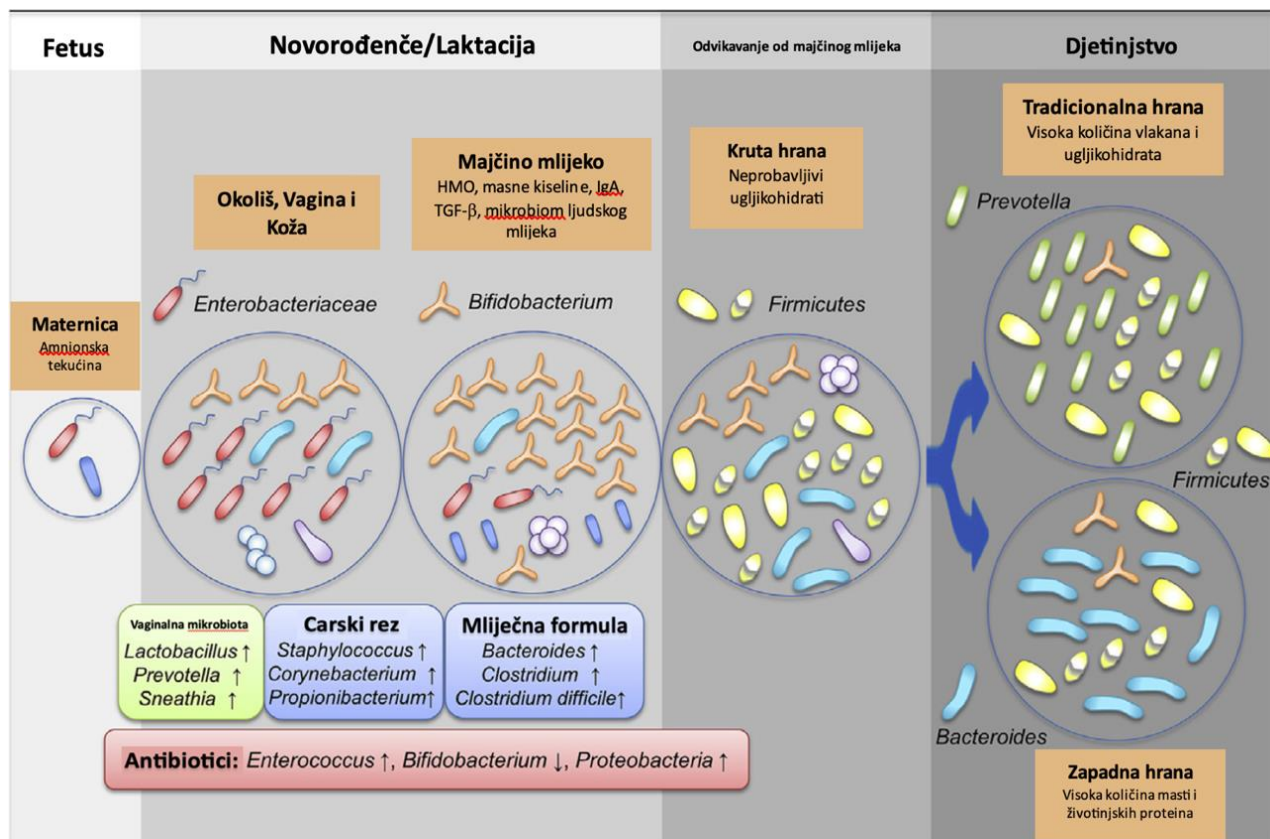 Fetus
Novorođenče/Laktacija
Odvikavanje od majčinog mlijeka
Djetinjstvo
Maternica
Amnionska
tekućina
Okoliš, Vagina i
Koža
Enterobacteriaceae
Majčino mlijeko
HMO, masne kiseline, IgA,
TGF-β, mikrobiom ljudskog
mlijeka
Bifidobacterium
Kruta hrana
Neprobavljivi
ugljikohidrati
Firmicutes
Tradicionalna hrana
Visoka količina vlakana i
ugljikohidrata
Prevotella
Firmicutes
Bacteroides
Zapadna hrana
Visoka količina masti i
životinjskih proteina
Vaginalna mikrobiota
Lactobacillus ↑
Prevotella ↑
Sneathia ↑
Carski rez
Staphylococcus ↑
Corynebacterium ↑
Propionibacterium↑
Mliječna formula
Bacteroides ↑
Clostridium ↑
Clostridium difficile↑
Antibiotici: Enterococcus ↑, Bifidobacterium ↓, Proteobacteria ↑